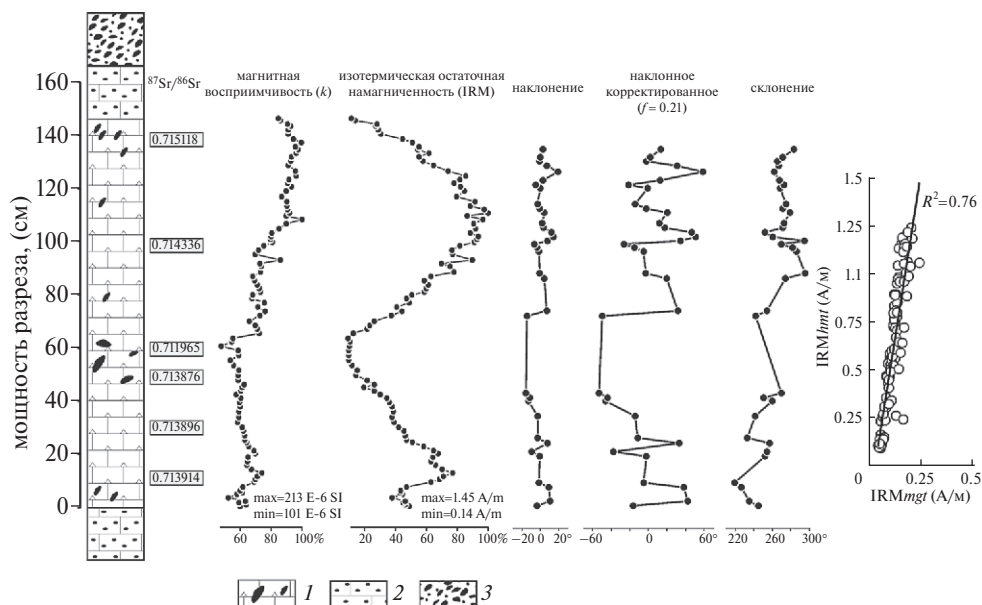 160
140
120
100
80
60
40
20
0
мощность разреза, (см)
⁸⁷Sr/⁸⁶Sr
0.715118
0.714336
0.711965
0.713876
0.713896
0.713914
магнитная
восприимчивость (k)
max=213 E-6 SI
min=101 E-6 SI
60 80 100%
изотермическая остаточная
намагниченность (IRM)
max=1.45 A/m
min=0.14 A/m
20 40 60 80 100%
наклонение
−20 0 20°
наклонное
корректированное
(f = 0.21)
−60 0 60°
склонение
220 260 300°
1.5
1.25
1.1
0.75
0.5
0.25
0
R²=0.76
IRMhmt (А/м)
0.25 0.5
IRMmgt (А/м)
1 2 3